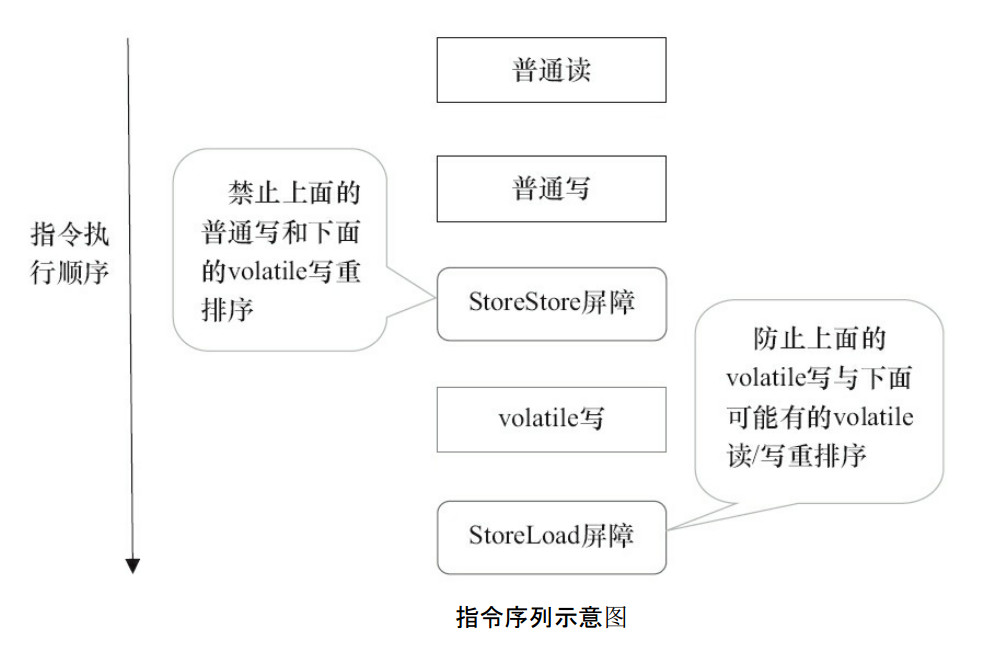 普通读
普通写
禁止上面的
普通写和下面
的volatile写重
排序
指令执
行顺序
StoreStore屏障
防止上面的
volatile写与下面
可能有的volatile
读/写重排序
volatile写
StoreLoad屏障
指令序列示意图